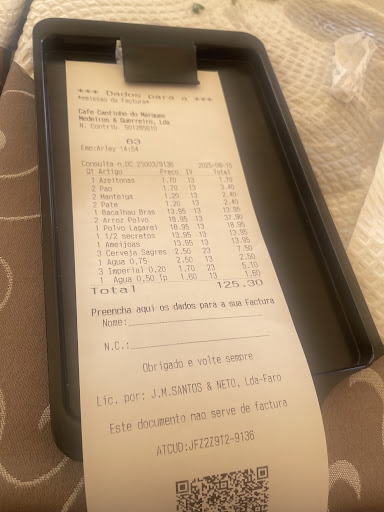 *** Dados para a ***
*emissao da factura*
Cafe Cantinho do Marques
Medeiros & Guerreiro, Lda
N. Contrib. 501285810
B3
Emp:Arley 14:54
Consulta n.DC 25003/9136 2025-08-15
Qt Artigo Preco IV Total
1 Azeitonas 1.70 13 1.70
2 Pao 1.70 13 3.40
2 Manteiga 1.20 13 2.40
2 Pate 1.20 13 2.40
1 Bacalhau Bras 13.95 13 13.95
2 Arroz Polvo 18.95 13 37.90
1 Polvo Lagarei 18.95 13 18.95
1 1/2 secretos 13.95 13 13.95
1 Ameijoas 13.95 13 13.95
3 Cerveja Sagres 2.50 23 7.50
1 Agua 0,75 2.50 13 2.50
3 Imperial 0,20 1.70 23 5.10
1 Agua 0,50 Tp 1.60 13 1.60
Total 125.30
Preencha aqui os dados para a sua Factura
Nome:
N.C.:
Obrigado e volte sempre
Lic. por: J.M.SANTOS & NETO, Lda-Faro
Este documento nao serve de factura
ATCUD:JFZ2Z912-9136